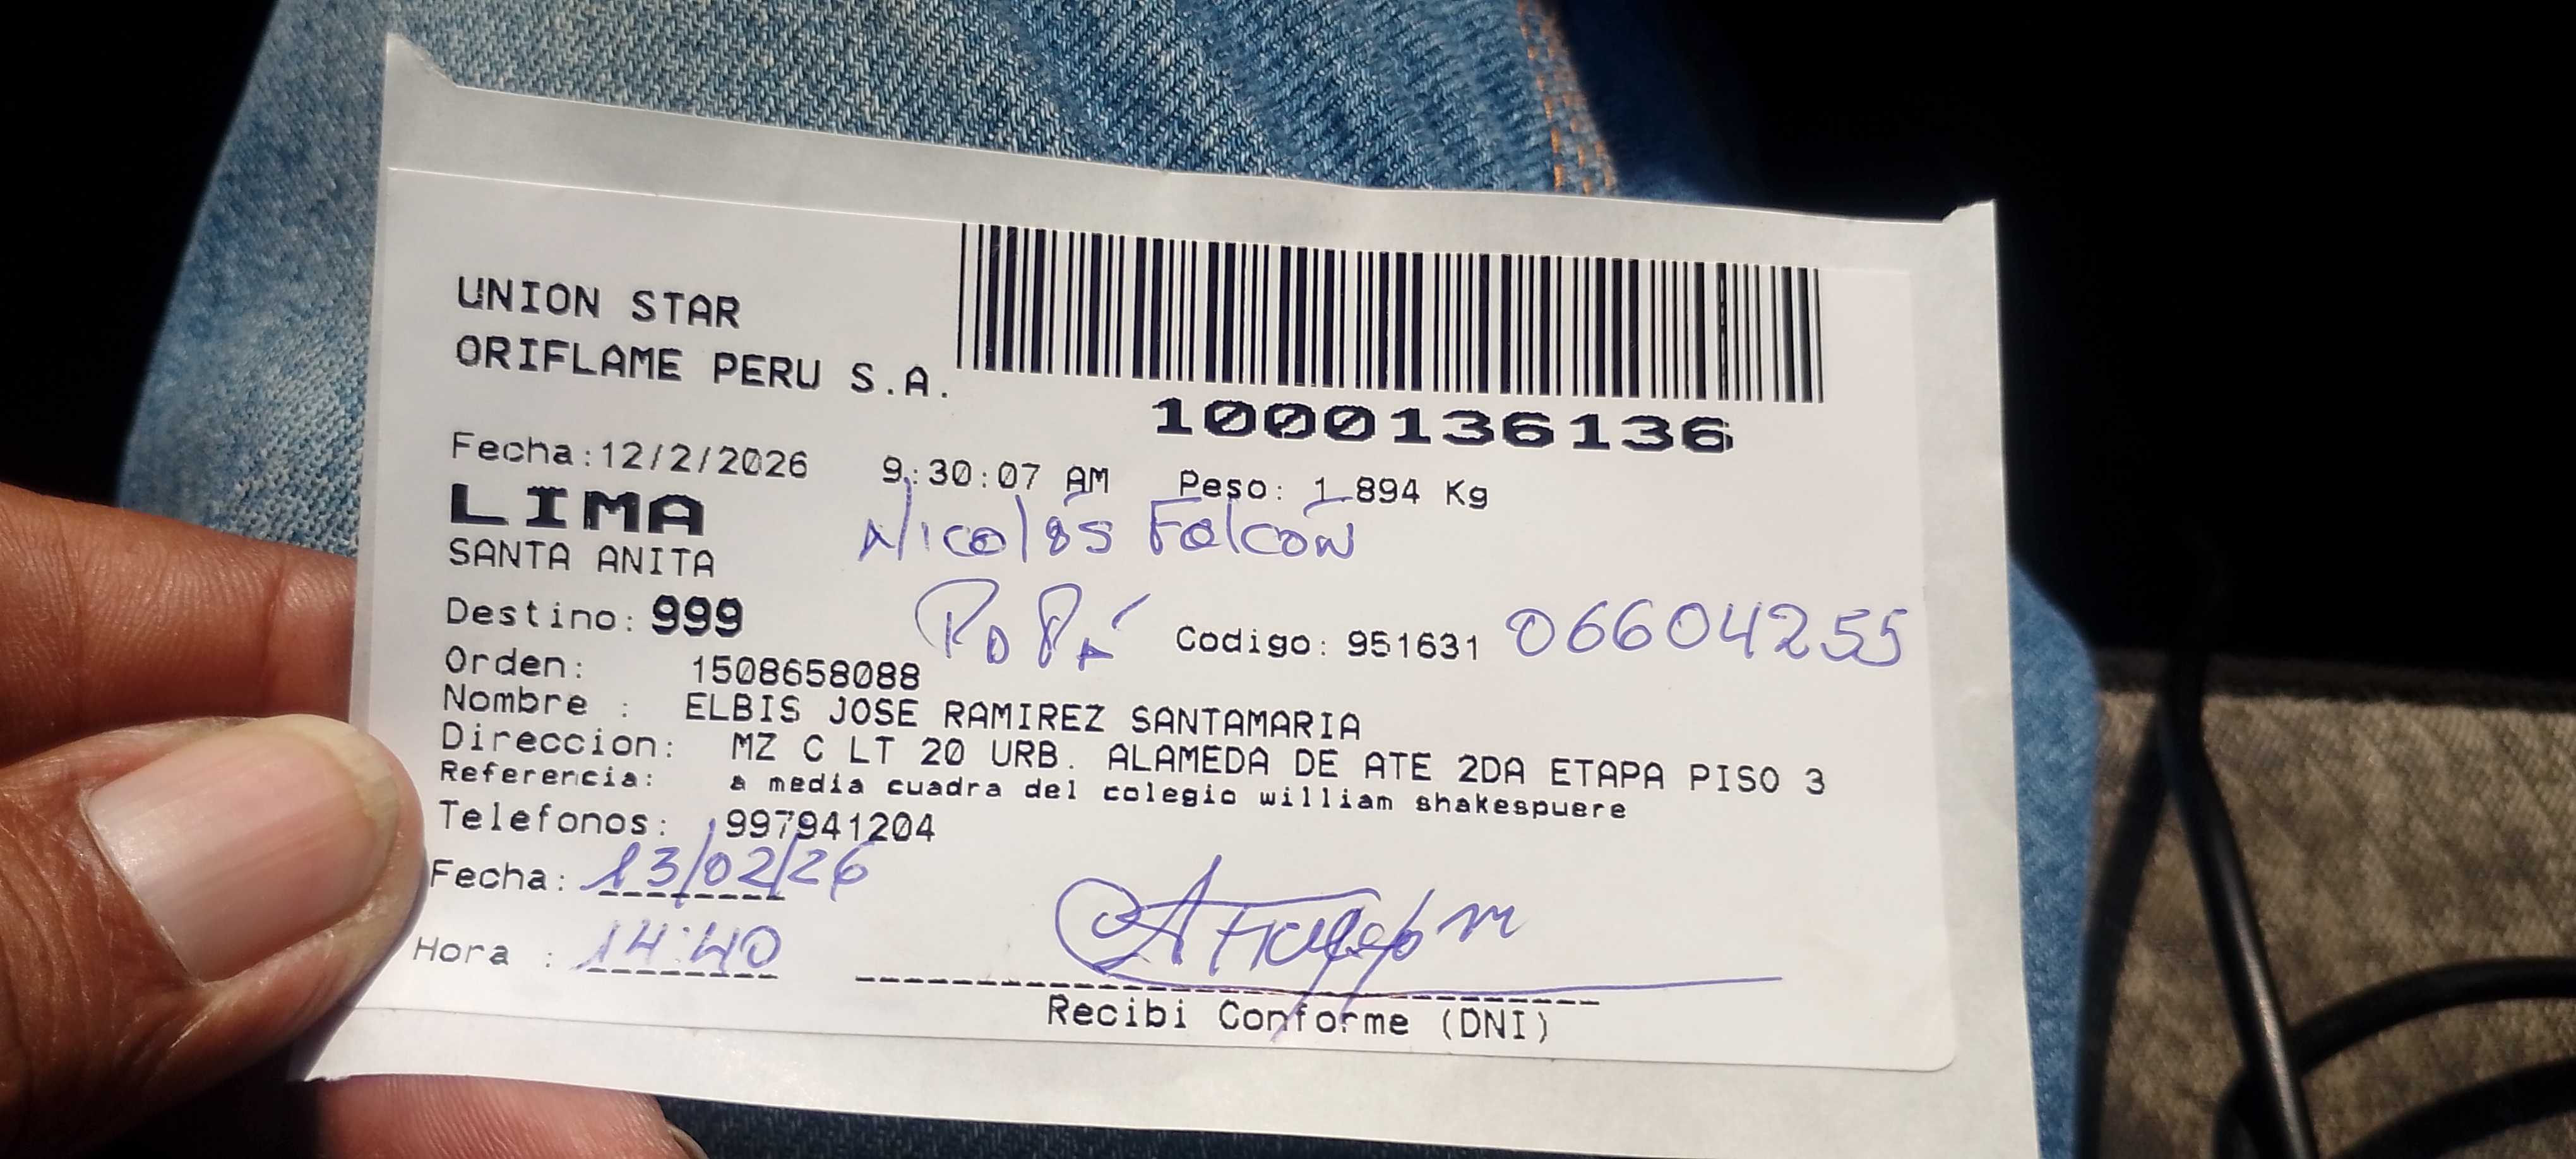 UNION STAR
ORIFLAME PERU S.A.
1000136136
Fecha:12/2/2026 9:30:07 AM Peso: 1.894 Kg
LIMA
Nicolás Falcón
SANTA ANITA
Destino: 999
PaPá
Codigo: 951631 06604255
Orden: 1508658088
Nombre : ELBIS JOSE RAMIREZ SANTAMARIA
Direccion: MZ C LT 20 URB. ALAMEDA DE ATE 2DA ETAPA PISO 3
Referencia: a media cuadra del colegio william shakespuere
Telefonos: 997941204
Fecha: 13/02/26
Hora : 14:40
Recibi Conforme (DNI)